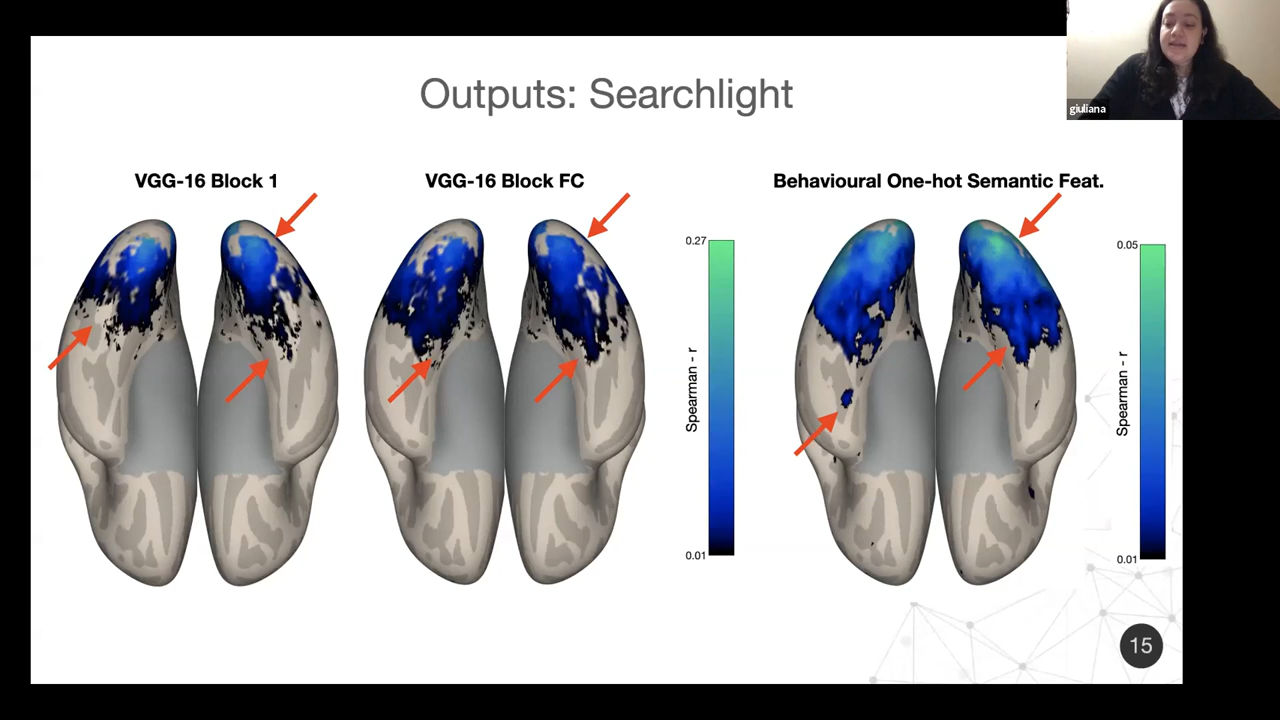 giuliana
Outputs: Searchlight
VGG-16 Block 1
VGG-16 Block FC
Behavioural One-hot Semantic Feat.
0.27
Spearman - r
0.01
0.05
Spearman - r
0.01
15